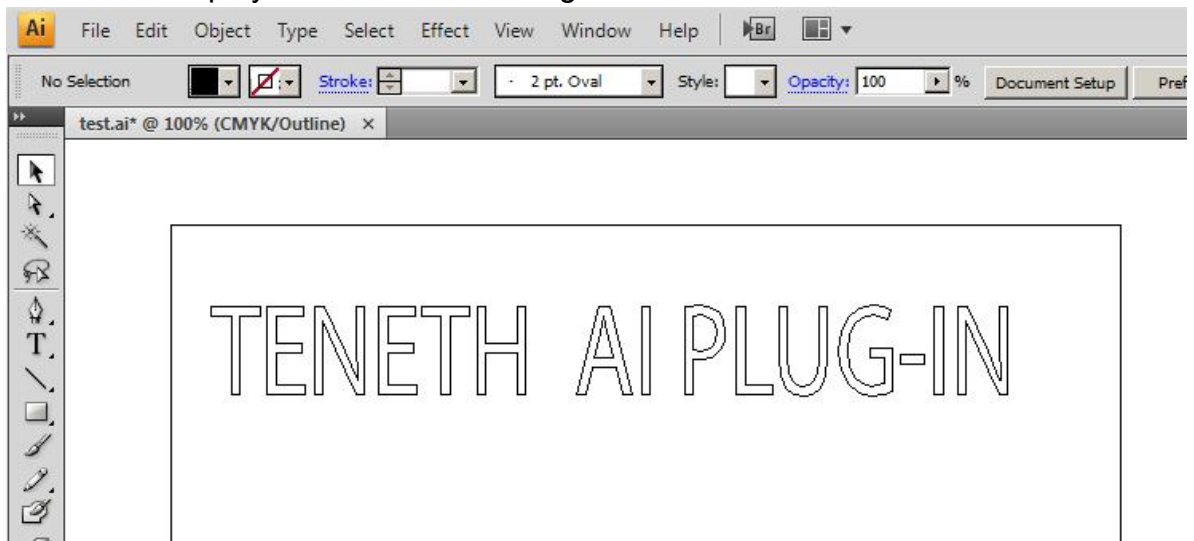 Ai File Edit Object Type Select Effect View Window Help Br
No Selection Stroke: 2 pt. Oval Style: Opacity: 100 % Document Setup Pref
test.ai* @ 100% (CMYK/Outline) ×
T
TENETH AI PLUG-IN